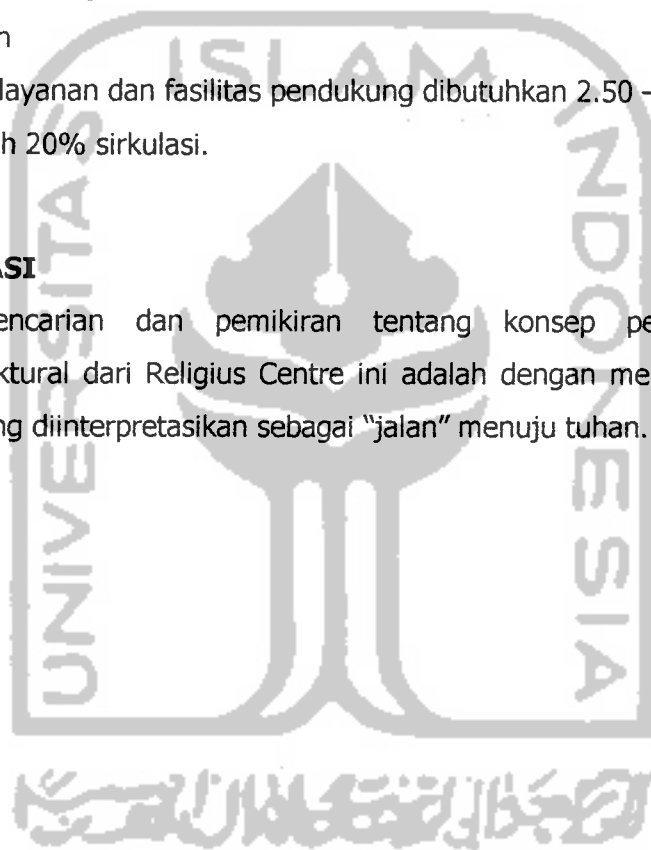 n
layanan dan fasilitas pendukung dibutuhkan 2.50 –
h 20% sirkulasi.
ASI
encarian dan pemikiran tentang konsep pe
ktural dari Religius Centre ini adalah dengan me
ng diinterpretasikan sebagai "jalan" menuju tuhan.
ISLAM
UNIVERSITAS
INDONESIA